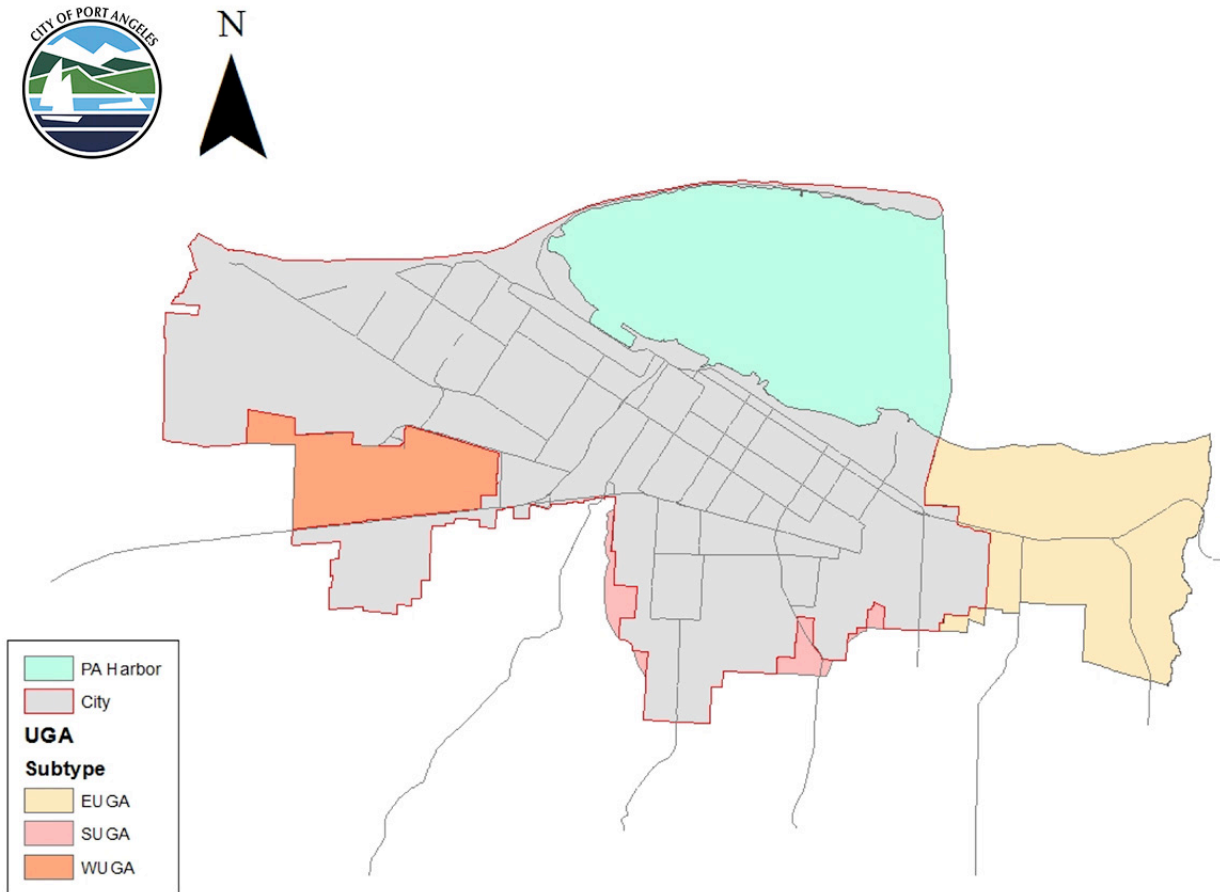 CITY OF PORT ANGELES
N
PA Harbor
City
UGA
Subtype
EUGA
SUGA
WUGA